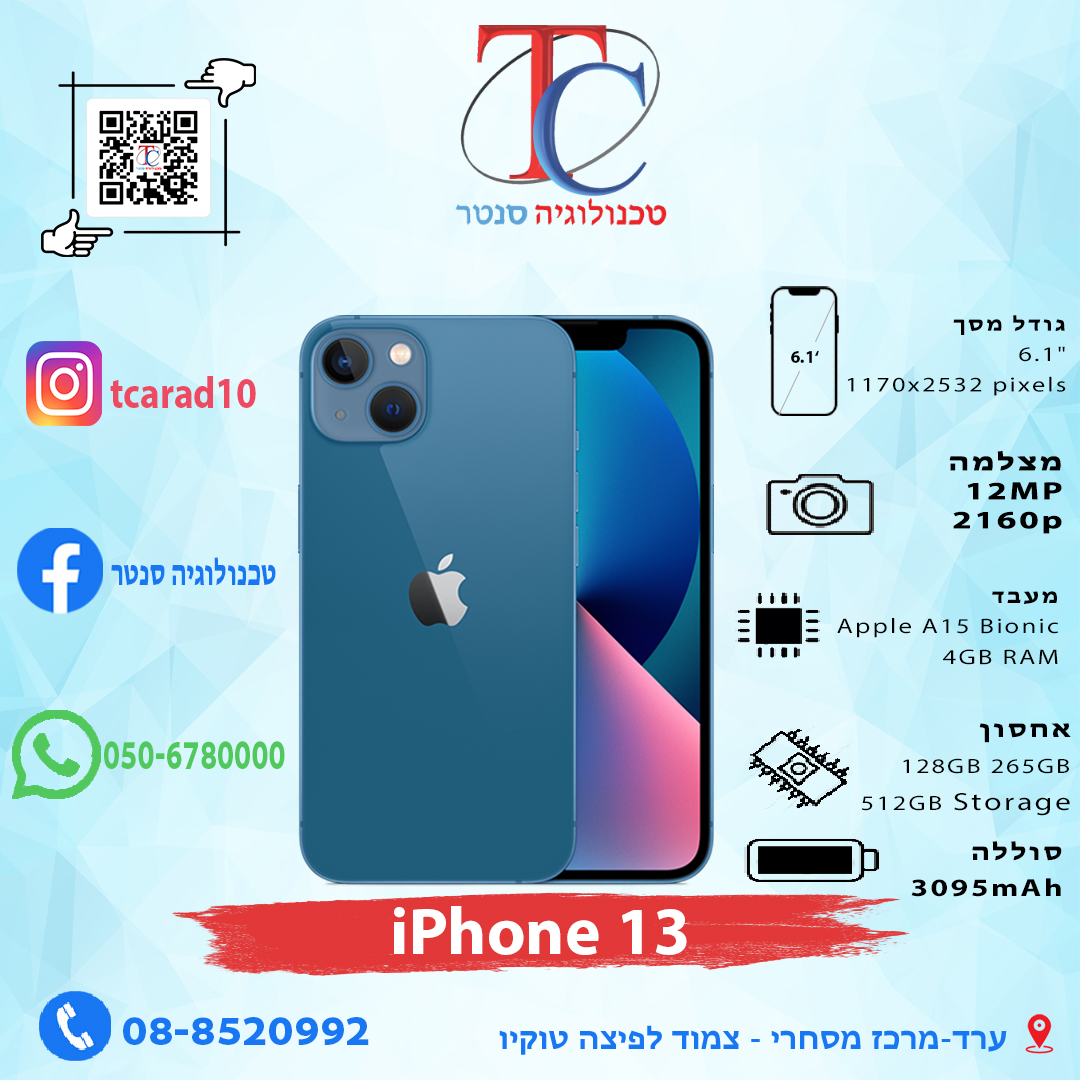 TC
טכנולוגיה סנטר
tcarad10
טכנולוגיה סנטר
050-6780000
6.1‘
גודל מסך
6.1"
1170x2532 pixels
מצלמה
12MP
2160p
מעבד
Apple A15 Bionic
4GB RAM
אחסון
128GB 265GB
512GB Storage
סוללה
3095mAh
iPhone 13
08-8520992
ערד-מרכז מסחרי - צמוד לפיצה טוקיו